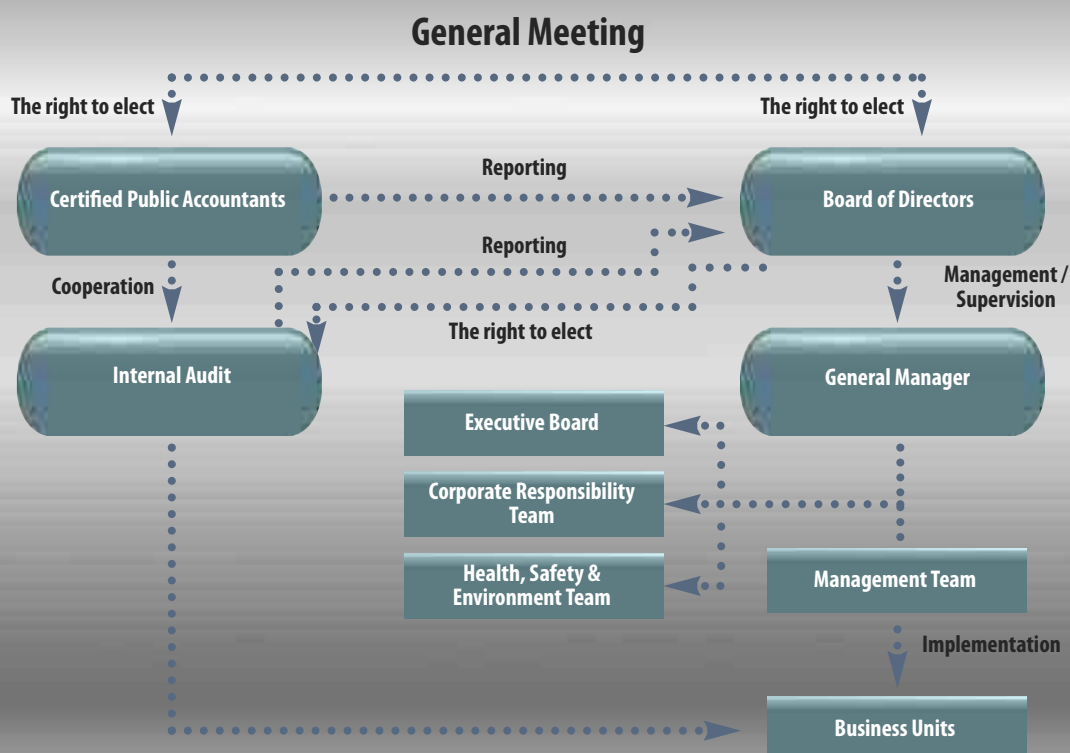 General Meeting
The right to elect
The right to elect
Certified Public Accountants
Reporting
Board of Directors
Reporting
Cooperation
Management /
Supervision
The right to elect
Internal Audit
General Manager
Executive Board
Corporate Responsibility
Team
Health, Safety &
Environment Team
Management Team
Implementation
Business Units